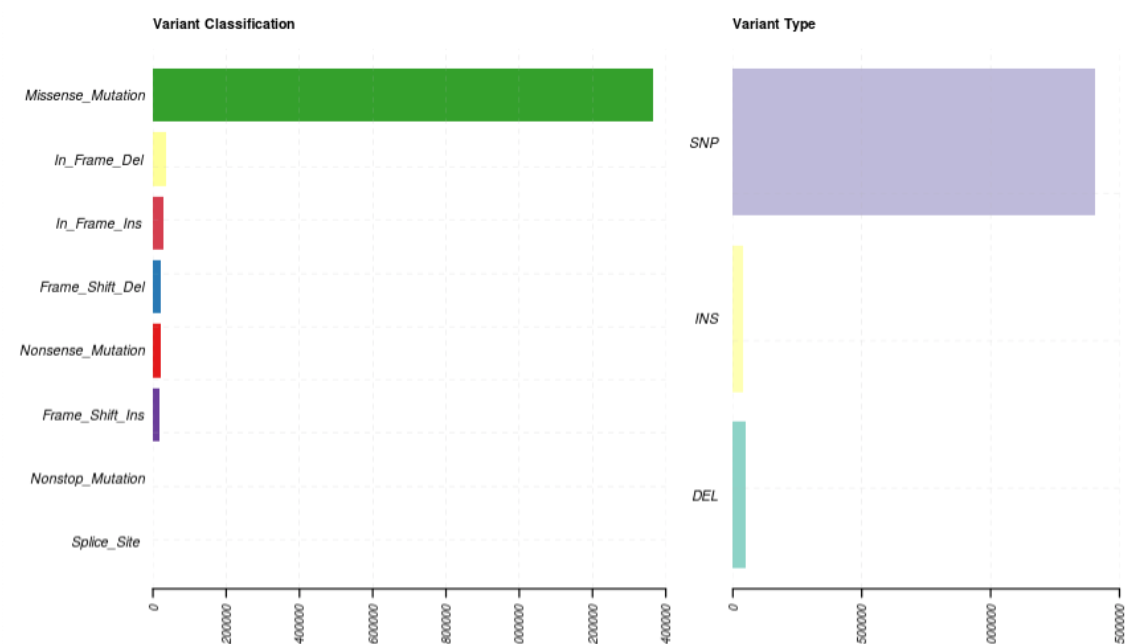 Variant Classification
Missense_Mutation
In_Frame_Del
In_Frame_Ins
Frame_Shift_Del
Nonsense_Mutation
Frame_Shift_Ins
Nonstop_Mutation
Splice_Site
0
200000
400000
600000
800000
Variant Type
SNP
INS
DEL
0
500000